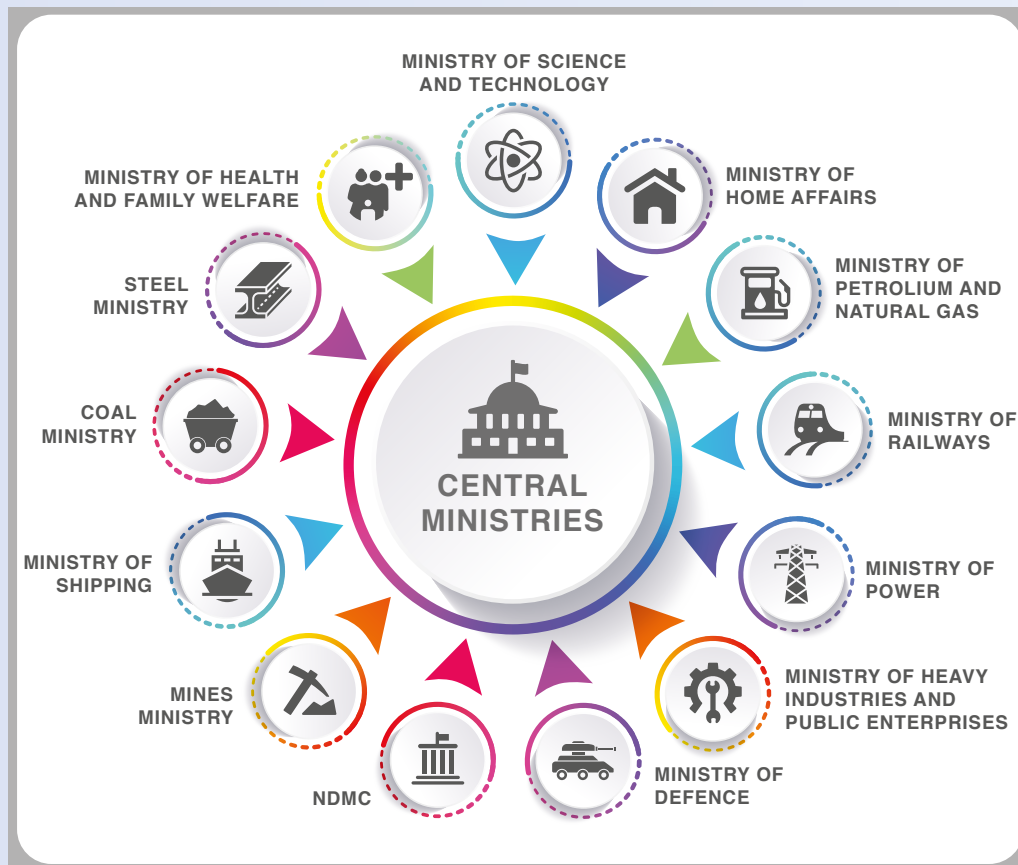 MINISTRY OF SCIENCE
AND TECHNOLOGY
MINISTRY OF
HOME AFFAIRS
MINISTRY OF
PETROLIUM AND
NATURAL GAS
MINISTRY OF
RAILWAYS
MINISTRY OF
POWER
MINISTRY OF HEAVY
INDUSTRIES AND
PUBLIC ENTERPRISES
MINISTRY OF
DEFENCE
NDMC
MINES
MINISTRY
MINISTRY OF
SHIPPING
COAL
MINISTRY
STEEL
MINISTRY
MINISTRY OF HEALTH
AND FAMILY WELFARE
CENTRAL
MINISTRIES